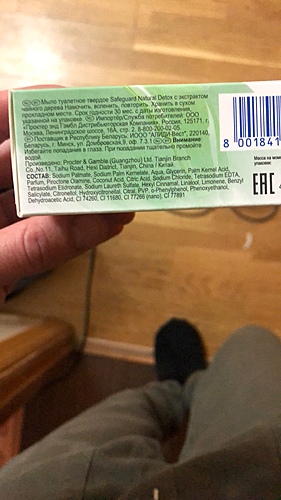 Мыло туалетное твердое Safeguard Natural Detox с экстрактом
чайного дерева Намочить, вспенить, повторить. Хранить в сухом
прохладном месте. Срок годности 30 мес. с даты изготовления,
указанной на упаковке. Импортёр/Служба потребителей: ООО
«Проктер энд Гэмбл Дистрибьюторская Компания», Россия, 125171, г.
Москва, Ленинградское шоссе, 16А, стр. 2. 8-800-200-02-05.
Поставщик в Республику Беларусь: ИООО "АЛИДИ-Вест", 220140,
Беларусь, г. Минск, ул. Домбровская, 9, оф. 7.3.1 Внимание
Избегайте попадания в глаза. При попадании тщательно промойте
водой.
Произведено: Procter & Gamble (Guangzhou) Ltd. Tianjin Branch
Co.,No.11, Taihu Road, Hexi District, Tianjin, China / Китай.
СОСТАВ: Sodium Palmate, Sodium Palm Kernelate, Aqua, Glycerin, Palm Kernel Acid,
Parfum, Piroctone Olamine, Coconut Acid, Citric Acid, Sodium Chloride, Tetrasodium EDTA,
Tetrasodium Etidronate, Sodium Laureth Sulfate, Hexyl Cinnamal, Linalool, Limonene, Benzyl
Salicylate, Citronellol, Hydroxycitronellal, Citral, PVP, o-Phenylphenol, Phenoxyethanol,
Dehydroacetic Acid, CI 74260, CI 11680, CI 77266 (nano), CI 77891
8 001841
Масса на момент
упаковки
EAC